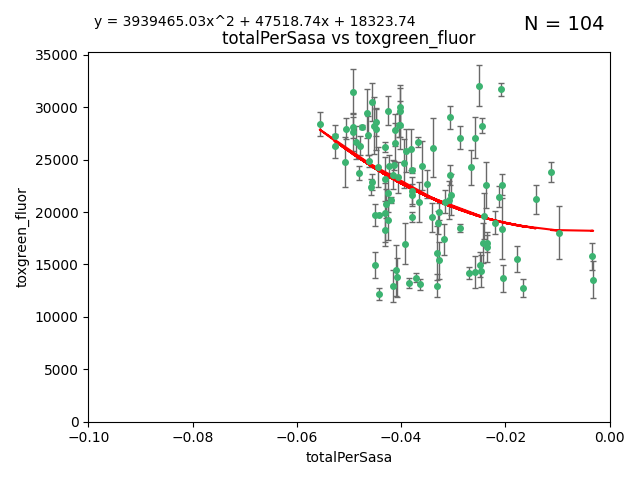 y = 3939465.03x^2 + 47518.74x + 18323.74
N = 104
totalPerSasa vs toxgreen_fluor
35000
30000
25000
20000
15000
10000
5000
0
toxgreen_fluor
−0.10
−0.08
−0.06
−0.04
−0.02
0.00
totalPerSasa